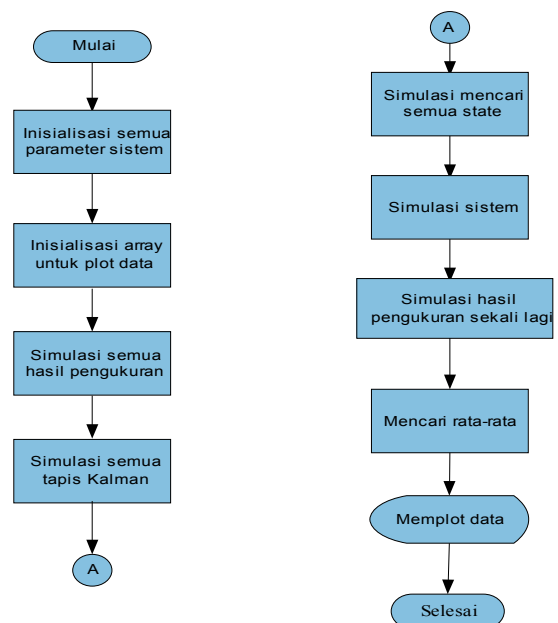 Mulai
Inisialisasi semua
parameter sistem
Inisialisasi array
untuk plot data
Simulasi semua
hasil pengukuran
Simulasi semua
tapis Kalman
A
A
Simulasi mencari
semua state
Simulasi sistem
Simulasi hasil
pengukuran sekali lagi
Mencari rata-rata
Memplot data
Selesai